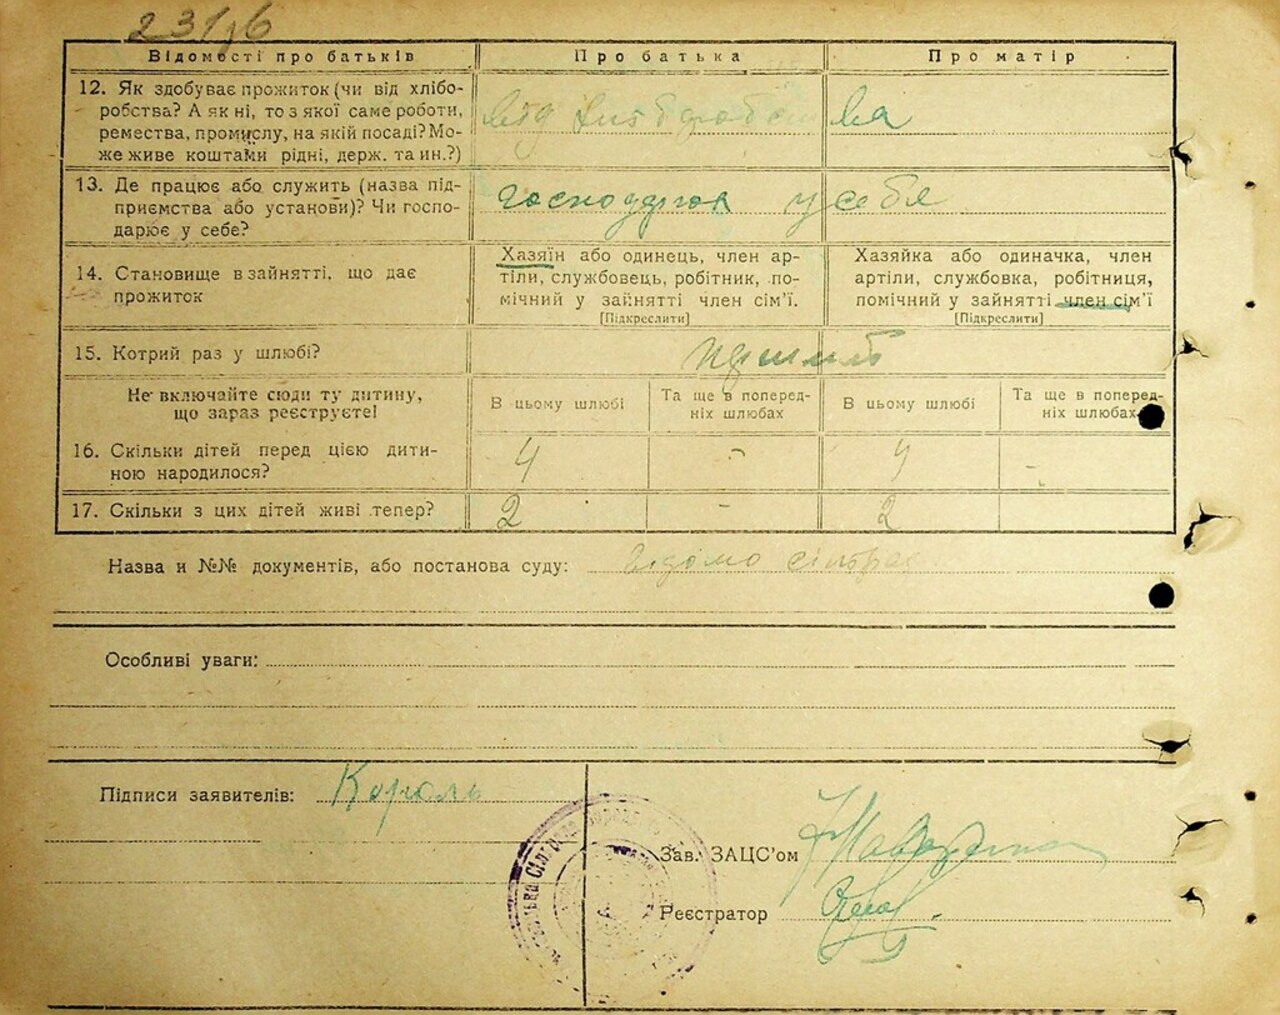 Відомості про батьків
Про батька
Про матір
12. Як здобуває прожиток (чи від хлібо-
робства? А як ні, то з якої саме роботи,
ремества, промислу, на якій посаді? Мо-
же живе коштами рідні, держ. та ин.?)
від хліборобства
13. Де працює або служить (назва під-
приємства або установи)? Чи госпо-
дарює у себе?
у себе
14. Становище в зайнятті, що дає
прожиток
Хазяїн або одинець, член ар-
тіли, службовець, робітник, по-
мічний у зайнятті член сім'ї.
[Підкреслити]
Хазяйка або одиначка, член
артіли, службовка, робітниця,
помічний у зайнятті член сім'ї
[Підкреслити]
15. Котрий раз у шлюбі?
Не включайте сюди ту дитину,
що зараз реєструєте!
В цьому шлюбі
Та ще в поперед-
ніх шлюбах
В цьому шлюбі
Та ще в поперед-
ніх шлюбах
16. Скільки дітей перед цією дити-
ною народилося?
4 - 4 -
17. Скільки з цих дітей живі тепер?
2 - 2
Назва и №№ документів, або постанова суду: відомо
Особливі уваги:
Підписи заявителів: Король
Зав. ЗАЦС'ом
Реєстратор